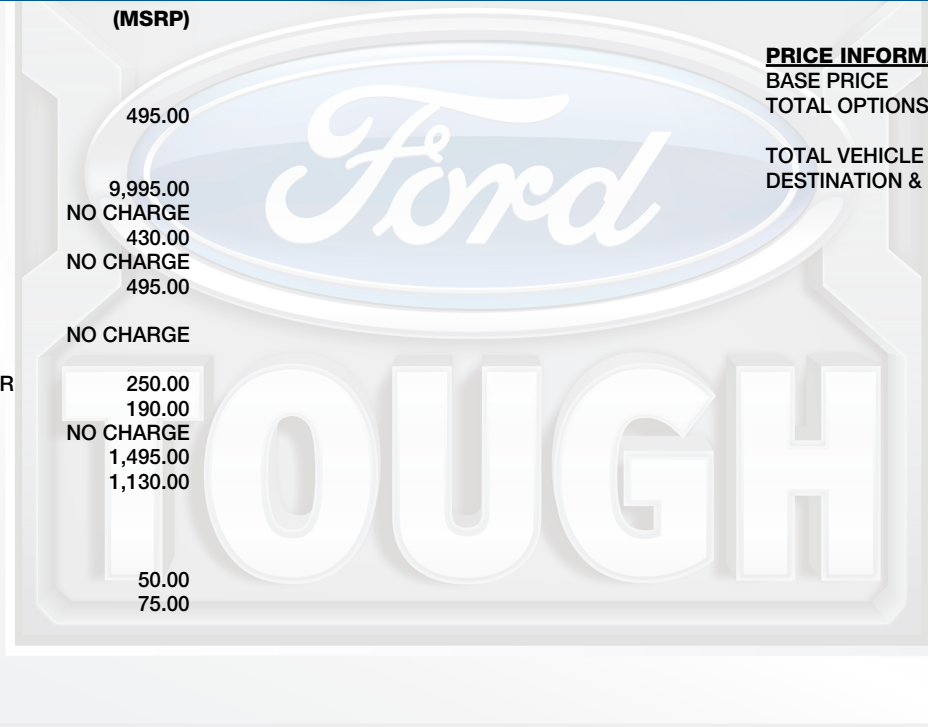 (MSRP)
495.00
9,995.00
NO CHARGE
430.00
NO CHARGE
495.00
NO CHARGE
R 250.00
190.00
NO CHARGE
1,495.00
1,130.00
50.00
75.00
PRICE INFORMA
BASE PRICE
TOTAL OPTIONS
TOTAL VEHICLE
DESTINATION &
Ford
TOUGH